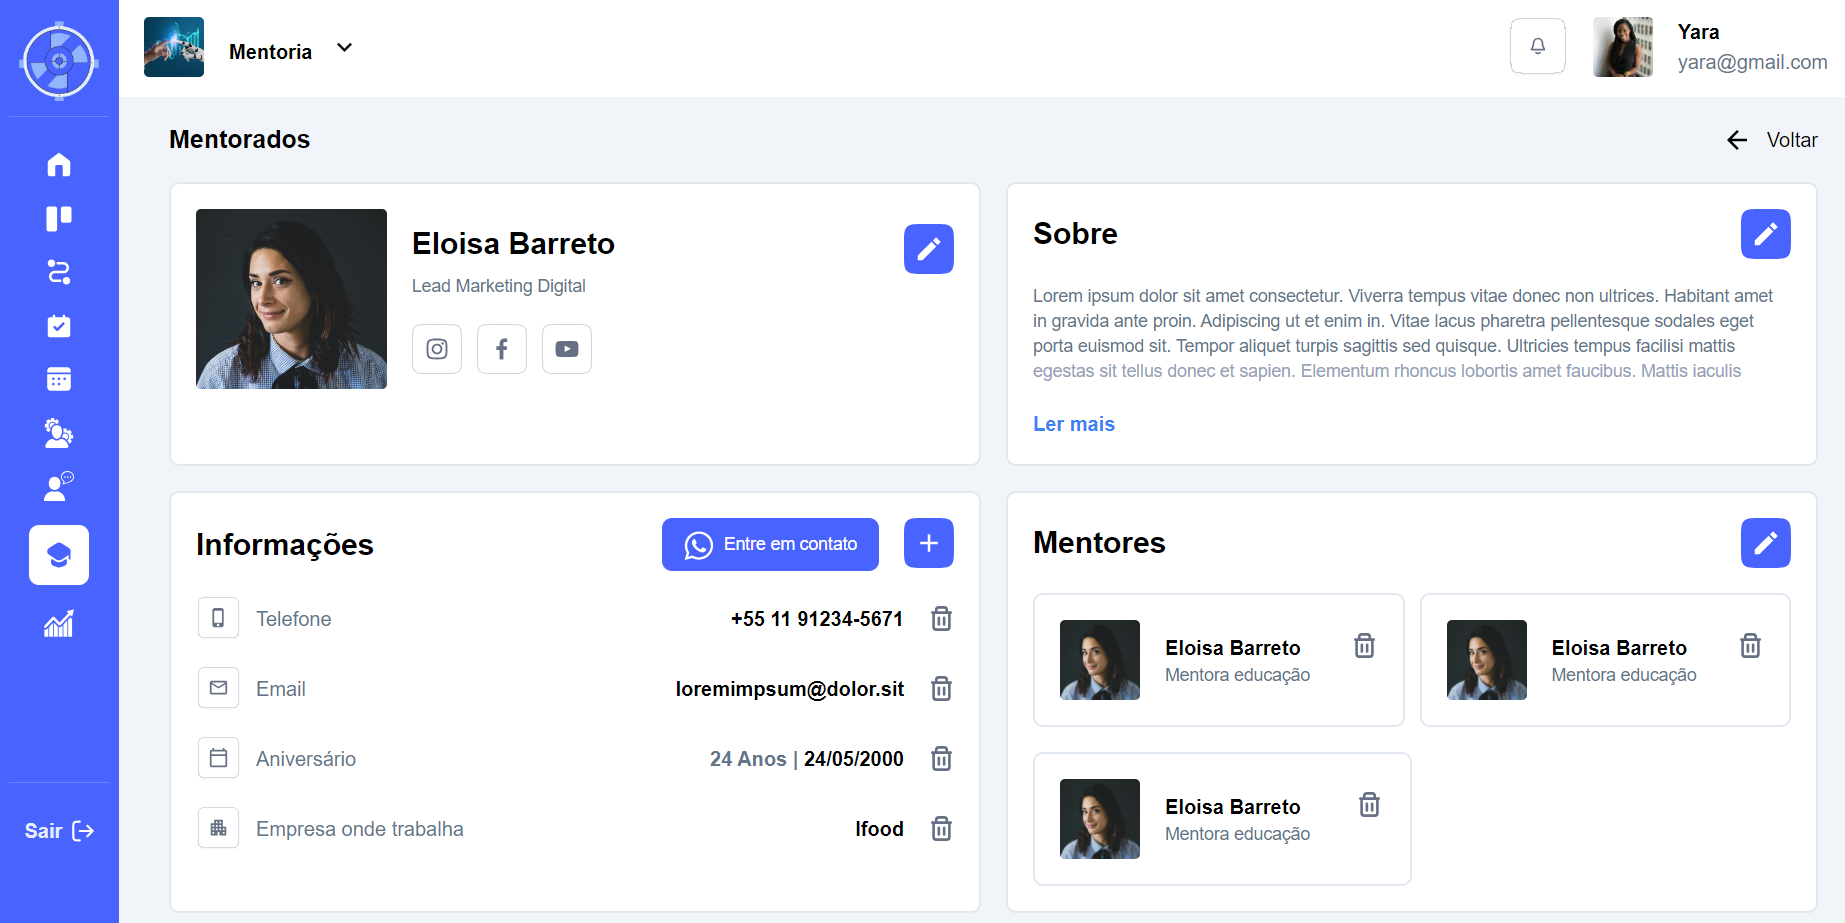 Mentoria
Yara
yara@gmail.com
Mentorados
Voltar
Eloisa Barreto
Lead Marketing Digital
Sobre
Lorem ipsum dolor sit amet consectetur. Viverra tempus vitae donec non ultrices. Habitant amet
in gravida ante proin. Adipiscing ut et enim in. Vitae lacus pharetra pellentesque sodales eget
porta euismod sit. Tempor aliquet turpis sagittis sed quisque. Ultricies tempus facilisi mattis
egestas sit tellus donec et sapien. Elementum rhoncus lobortis amet faucibus. Mattis iaculis
Ler mais
Informações
Entre em contato
Telefone
+55 11 91234-5671
Email
loremimpsum@dolor.sit
Aniversário
24 Anos | 24/05/2000
Empresa onde trabalha
Ifood
Mentores
Eloisa Barreto
Mentora educação
Eloisa Barreto
Mentora educação
Eloisa Barreto
Mentora educação
Sair